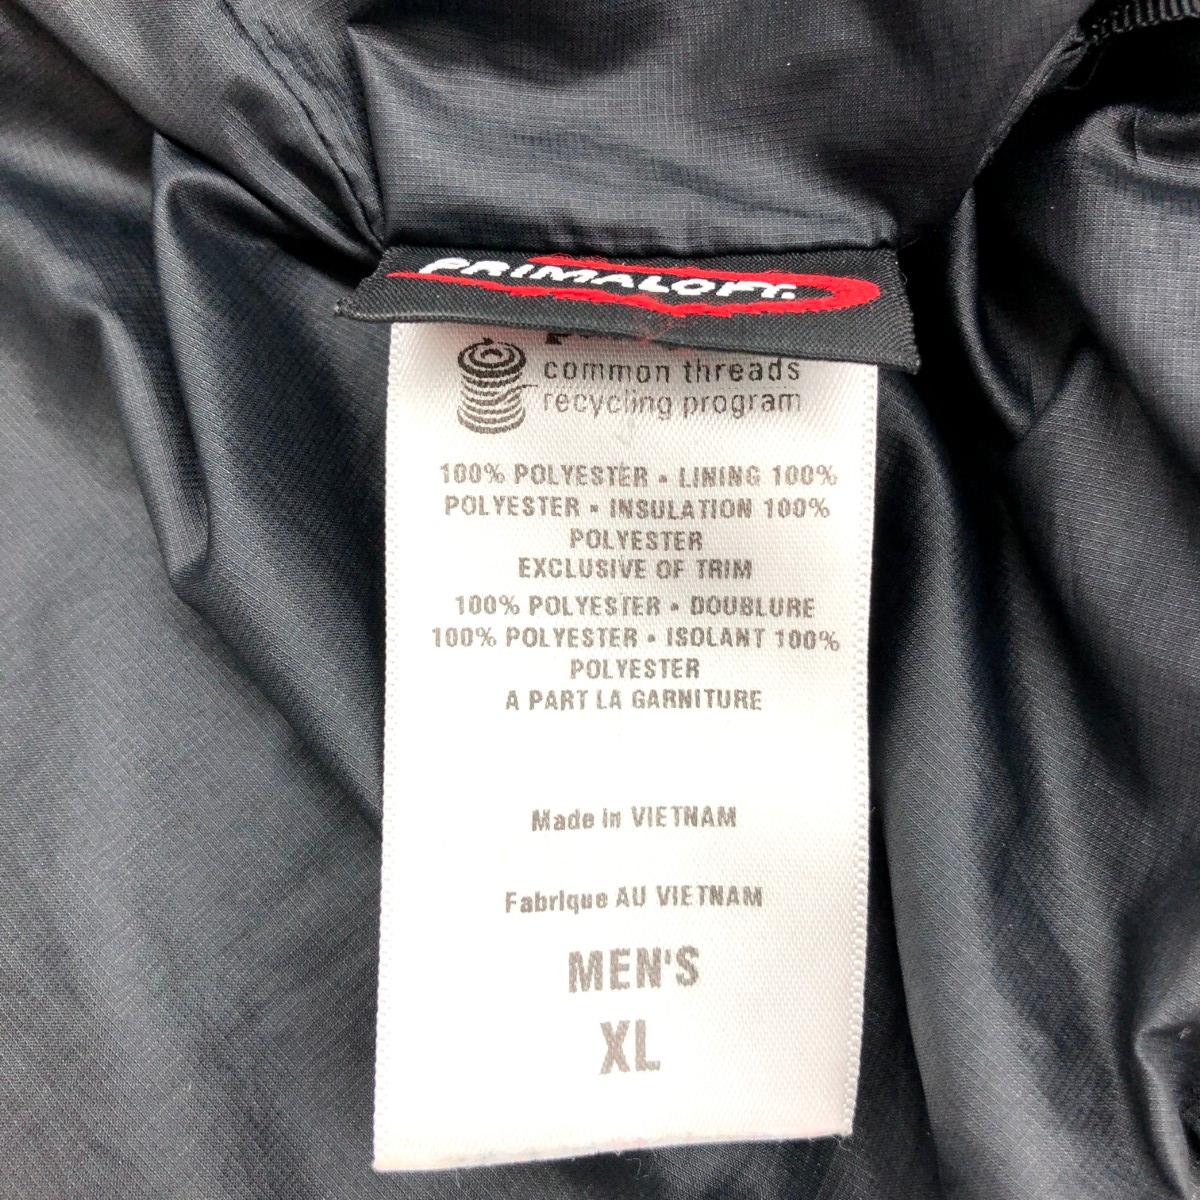 PRIMALOFT.
common threads
recycling program
100% POLYESTER • LINING 100%
POLYESTER • INSULATION 100%
POLYESTER
EXCLUSIVE OF TRIM
100% POLYESTER • DOUBLURE
100% POLYESTER • ISOLANT 100%
POLYESTER
A PART LA GARNITURE
Made in VIETNAM
Fabrique AU VIETNAM
MEN'S
XL